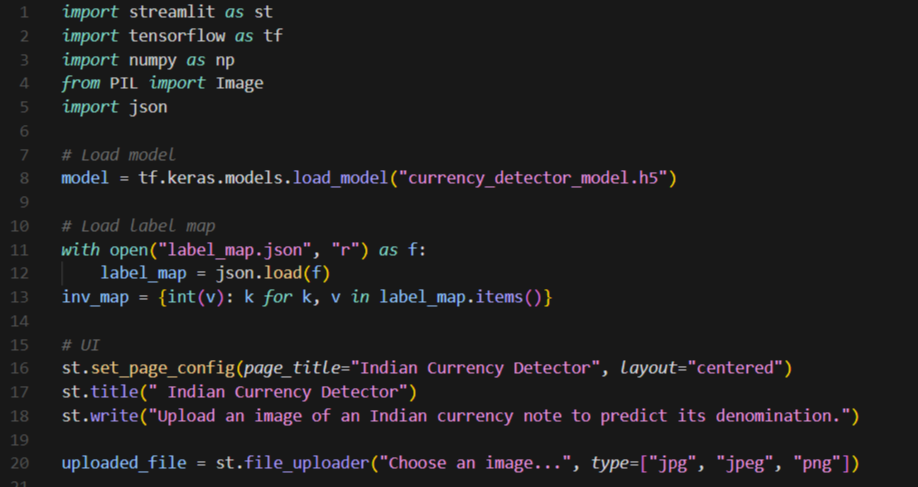 1 import streamlit as st
2 import tensorflow as tf
3 import numpy as np
4 from PIL import Image
5 import json
6
7 # Load model
8 model = tf.keras.models.load_model("currency_detector_model.h5")
9
10 # Load label map
11 with open("label_map.json", "r") as f:
12     label_map = json.load(f)
13 inv_map = {int(v): k for k, v in label_map.items()}
14
15 # UI
16 st.set_page_config(page_title="Indian Currency Detector", layout="centered")
17 st.title(" Indian Currency Detector")
18 st.write("Upload an image of an Indian currency note to predict its denomination.")
19
20 uploaded_file = st.file_uploader("Choose an image...", type=["jpg", "jpeg", "png"])
21